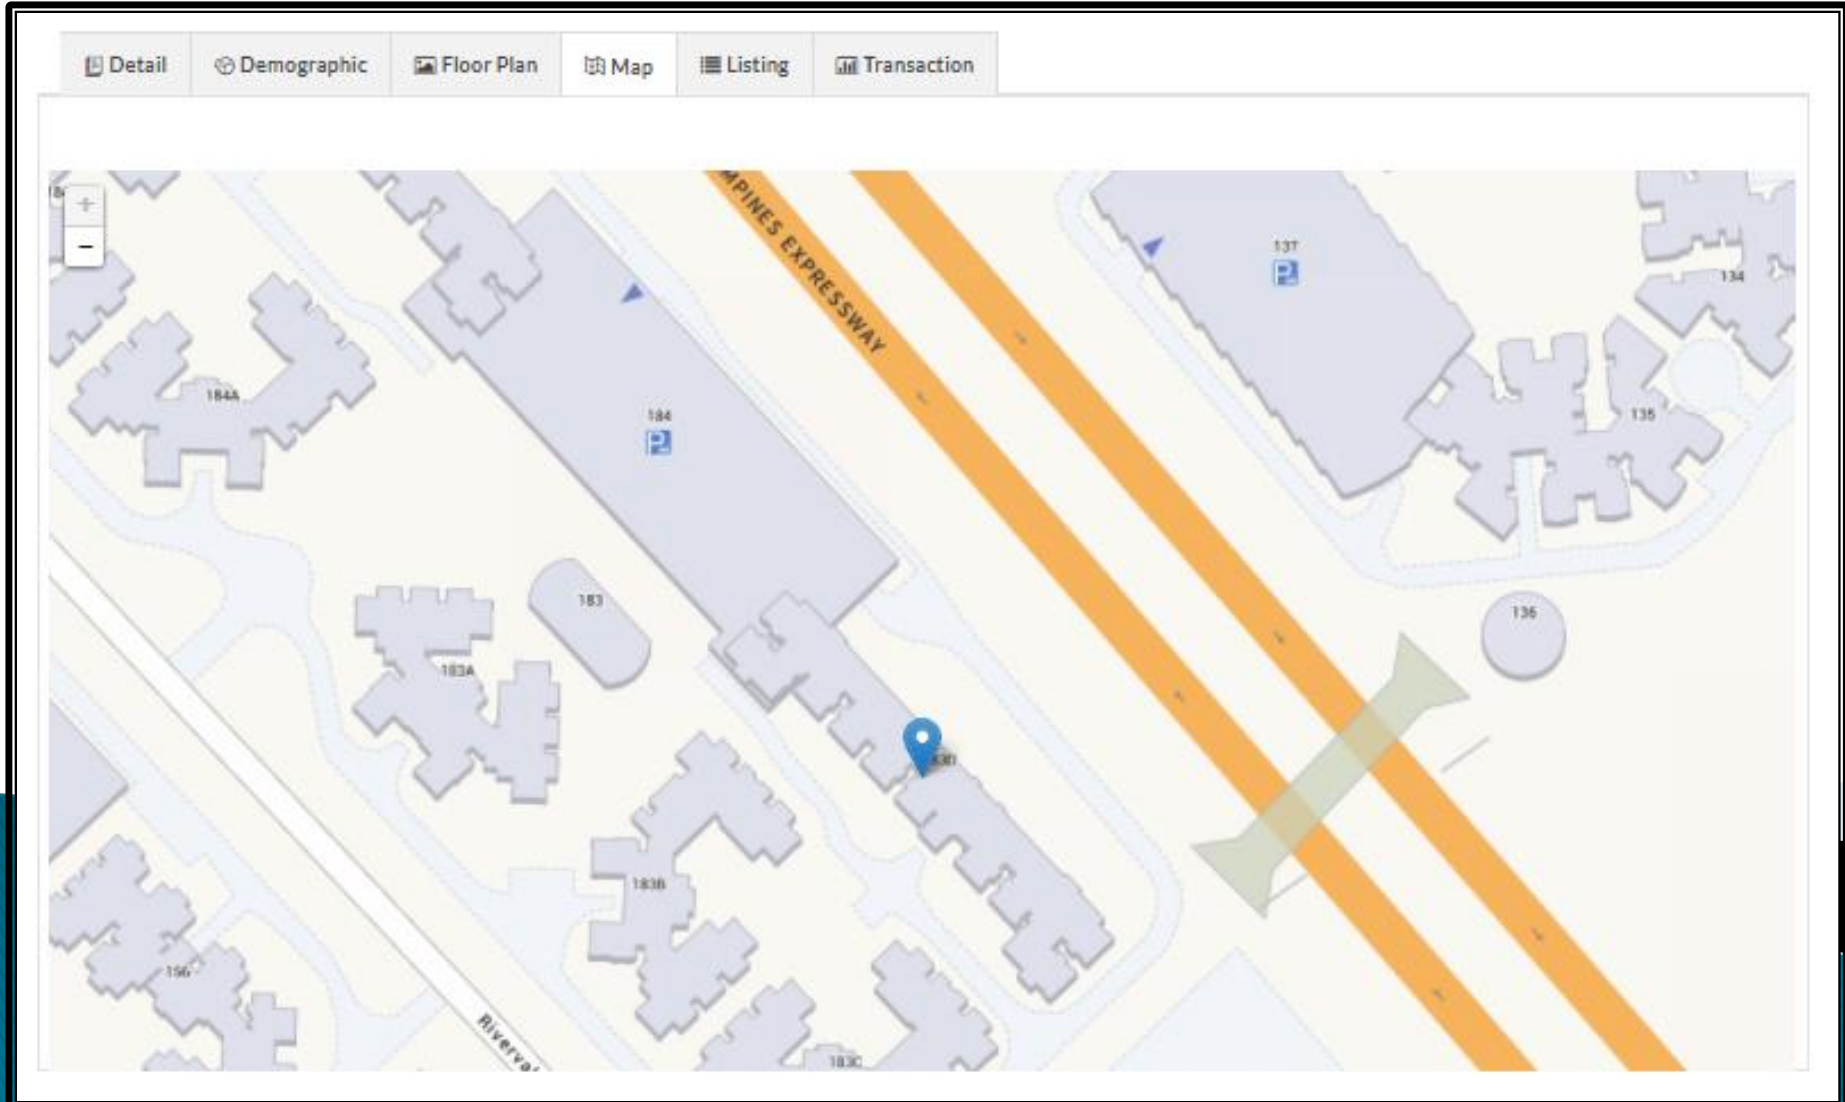 Detail
Demographic
Floor Plan
Map
Listing
Transaction
+
−
MPINES EXPRESSWAY
137
134
184A
184
135
183
136
183A
183B
156
183C
Riverval